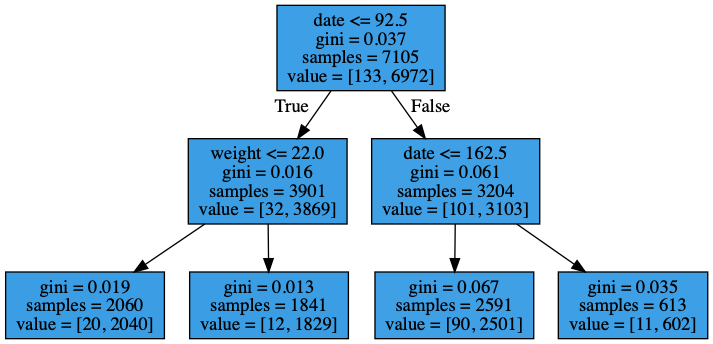 date <= 92.5
gini = 0.037
samples = 7105
value = [133, 6972]
True
False
weight <= 22.0
gini = 0.016
samples = 3901
value = [32, 3869]
date <= 162.5
gini = 0.061
samples = 3204
value = [101, 3103]
gini = 0.019
samples = 2060
value = [20, 2040]
gini = 0.013
samples = 1841
value = [12, 1829]
gini = 0.067
samples = 2591
value = [90, 2501]
gini = 0.035
samples = 613
value = [11, 602]